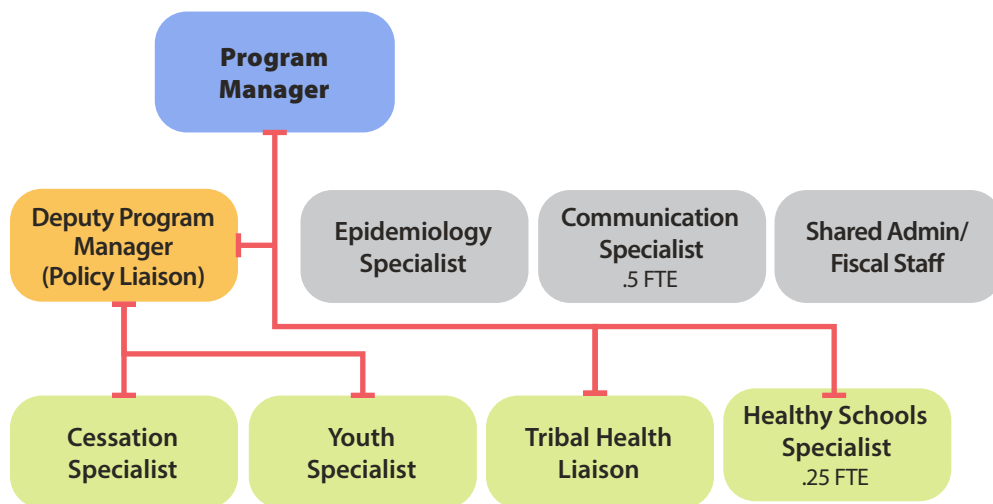 Program
Manager
Deputy Program
Manager
(Policy Liaison)
Epidemiology
Specialist
Communication
Specialist
.5 FTE
Shared Admin/
Fiscal Staff
Cessation
Specialist
Youth
Specialist
Tribal Health
Liaison
Healthy Schools
Specialist
.25 FTE